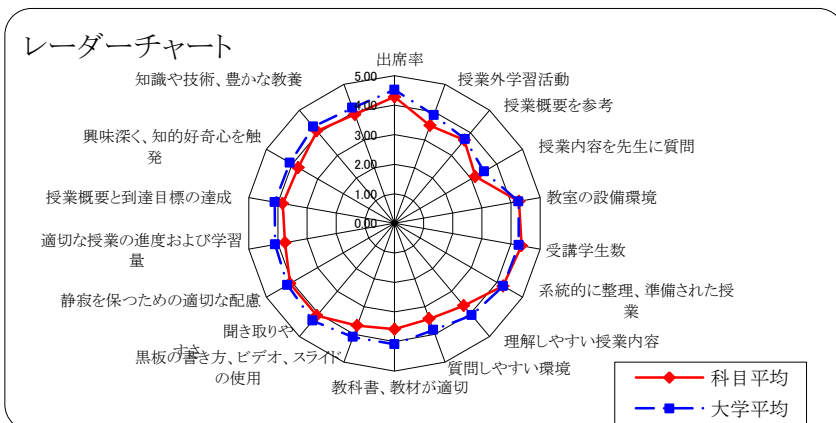 レーダーチャート
出席率
授業外学習活動
授業概要を参考
授業内容を先生に質問
教室の設備環境
受講学生数
系統的に整理、準備された授
業
理解しやすい授業内容
質問しやすい環境
教科書、教材が適切
黒板の書き方、ビデオ、スライド
の使用
聞き取りや
すさ
静寂を保つための適切な配慮
適切な授業の進度および学習
量
授業概要と到達目標の達成
興味深く、知的好奇心を触
発
知識や技術、豊かな教養
5.00
4.00
3.00
2.00
1.00
0.00
科目平均
大学平均